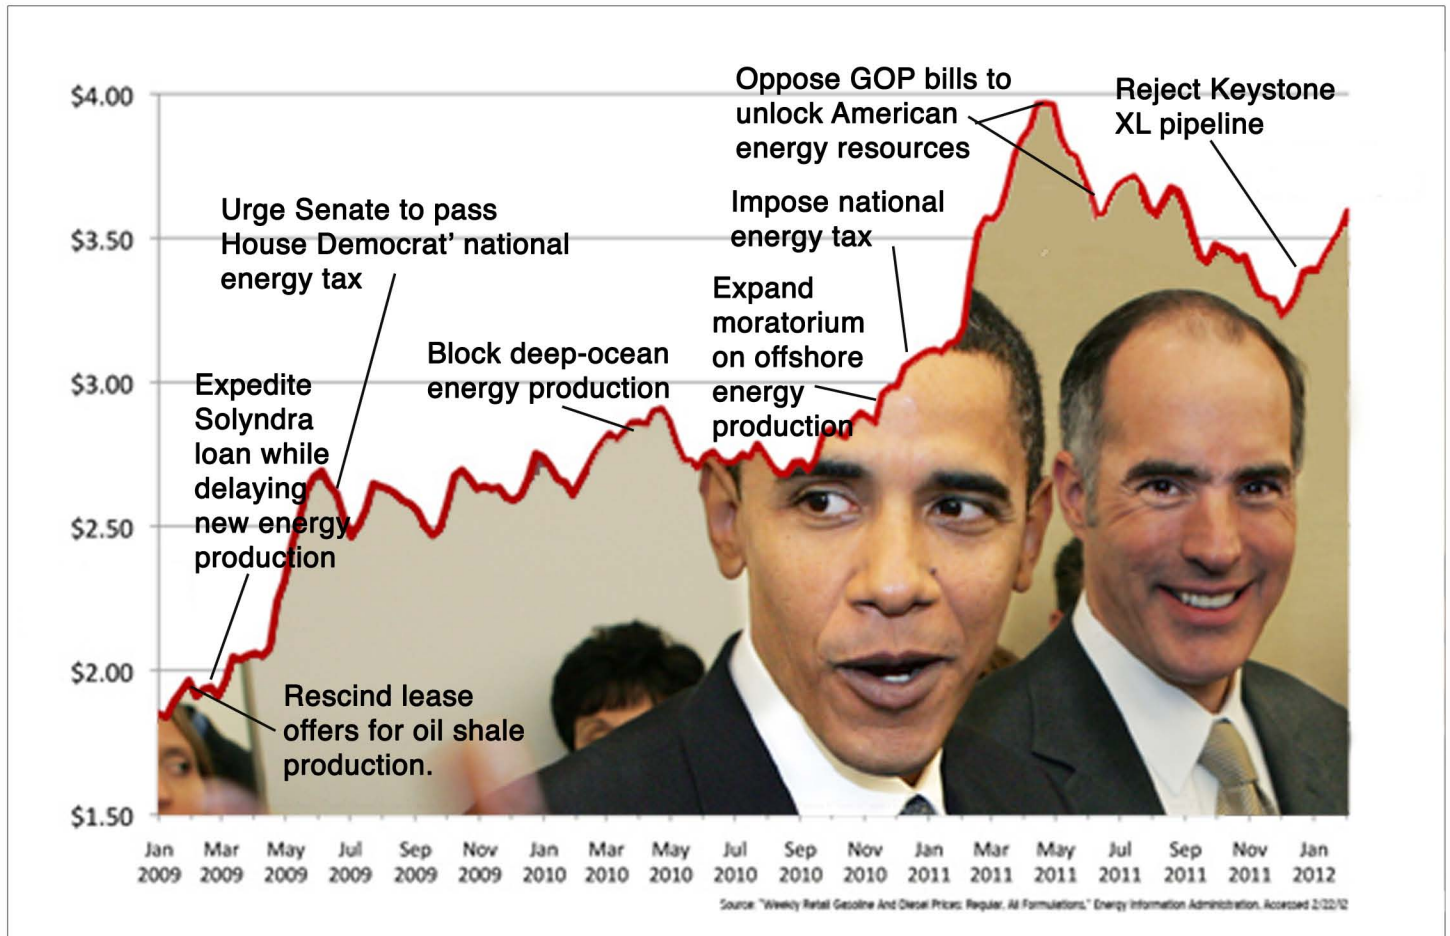 Oppose GOP bills to
unlock American
energy resources
Reject Keystone
XL pipeline
Urge Senate to pass
House Democrat’ national
energy tax
Impose national
energy tax
Expand
moratorium
on offshore
energy
production
Block deep-ocean
energy production
Expedite
Solyndra
loan while
delaying
new energy
production
Rescind lease
offers for oil shale
production.
$4.00
$3.50
$3.00
$2.50
$2.00
$1.50
Jan Mar May Jul Sep Nov Jan Mar May Jul Sep Nov Jan Mar May Jul Sep Nov Jan
2009 2009 2009 2009 2009 2009 2010 2010 2010 2010 2010 2010 2011 2011 2011 2011 2011 2011 2012
Source: "Weekly Retail Gasoline And Diesel Prices: Regular, All Formulations," Energy Information Administration, Accessed 2/22/12